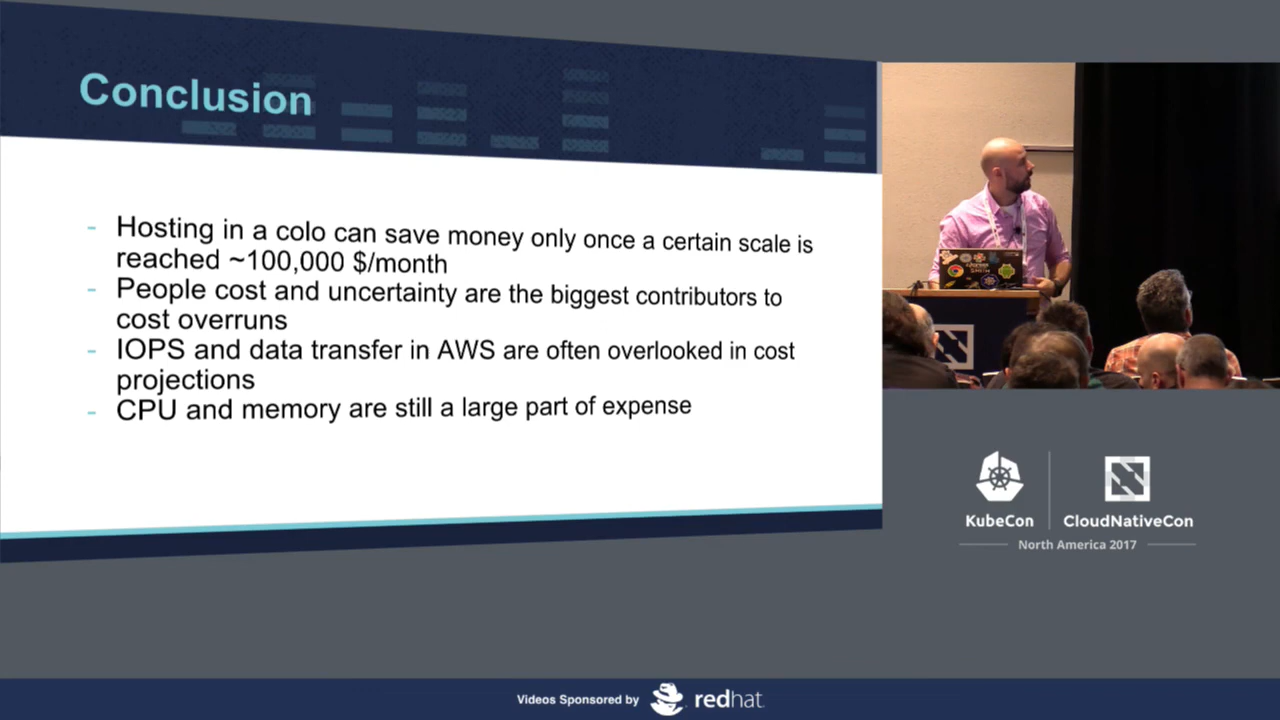 Conclusion
- Hosting in a colo can save money only once a certain scale is
reached ~100,000 $/month
- People cost and uncertainty are the biggest contributors to
cost overruns
- IOPS and data transfer in AWS are often overlooked in cost
projections
- CPU and memory are still a large part of expense
KubeCon
CloudNativeCon
North America 2017
Videos Sponsored by
redhat